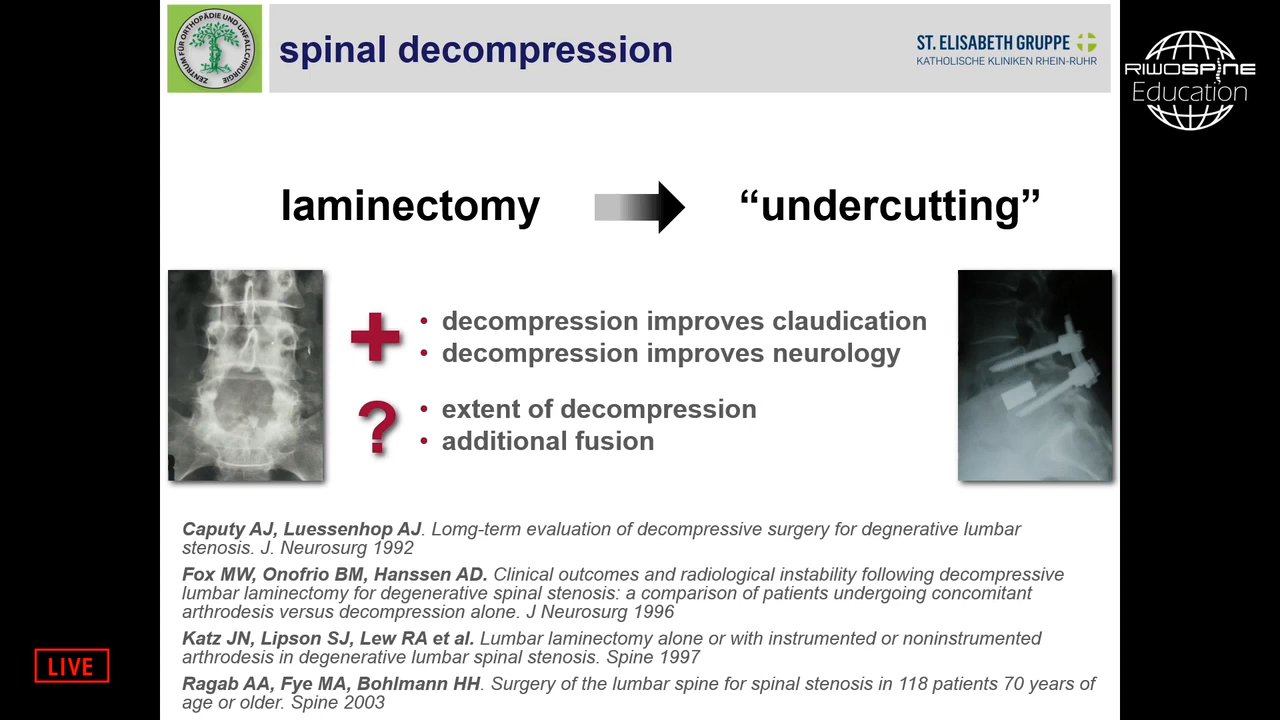 ZENTRUM FÜR ORTHOPÄDIE UND UNFALLCHIRURGIE
spinal decompression
ST. ELISABETH GRUPPE
KATHOLISCHE KLINIKEN RHEIN-RUHR
RIWOSPINE
Education
laminectomy
“undercutting”
+
• decompression improves claudication
• decompression improves neurology
?
• extent of decompression
• additional fusion
Caputy AJ, Luessenhop AJ. Lomg-term evaluation of decompressive surgery for degnerative lumbar
stenosis. J. Neurosurg 1992
Fox MW, Onofrio BM, Hanssen AD. Clinical outcomes and radiological instability following decompressive
lumbar laminectomy for degenerative spinal stenosis: a comparison of patients undergoing concomitant
arthrodesis versus decompression alone. J Neurosurg 1996
Katz JN, Lipson SJ, Lew RA et al. Lumbar laminectomy alone or with instrumented or noninstrumented
arthrodesis in degenerative lumbar spinal stenosis. Spine 1997
Ragab AA, Fye MA, Bohlmann HH. Surgery of the lumbar spine for spinal stenosis in 118 patients 70 years of
age or older. Spine 2003
LIVE